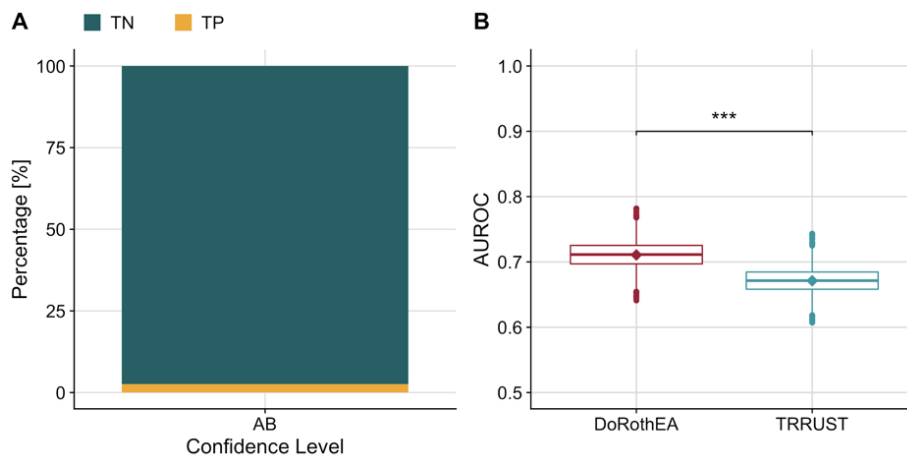 A
TN
TP
100
75
50
25
0
Percentage [%]
AB
Confidence Level
B
1.0
0.9
0.8
0.7
0.6
0.5
AUROC
***
DoRothEA
TRRUST